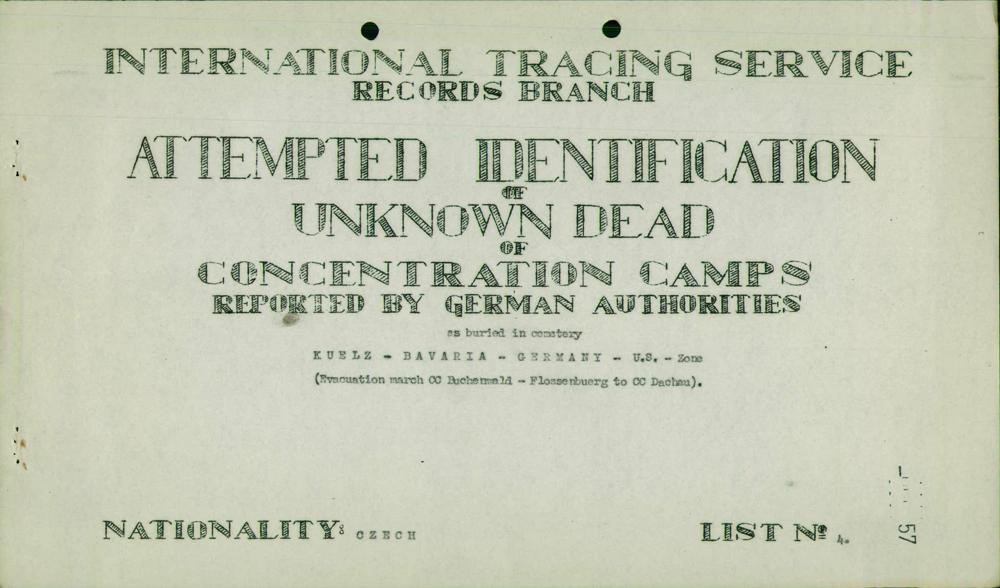 INTERNATIONAL TRACING SERVICE
RECORDS BRANCH
ATTEMPTED IDENTIFICATION
OF
UNKNOWN DEAD
OF
CONCENTRATION CAMPS
REPORTED BY GERMAN AUTHORITIES
as buried in cemetery
KUELZ - BAVARIA - GERMANY - U.S. - Zone
(Evacuation march CC Buchenwald - Flossenbuerg to CC Dachau).
NATIONALITY: CZECH
LIST Nº 4.
57